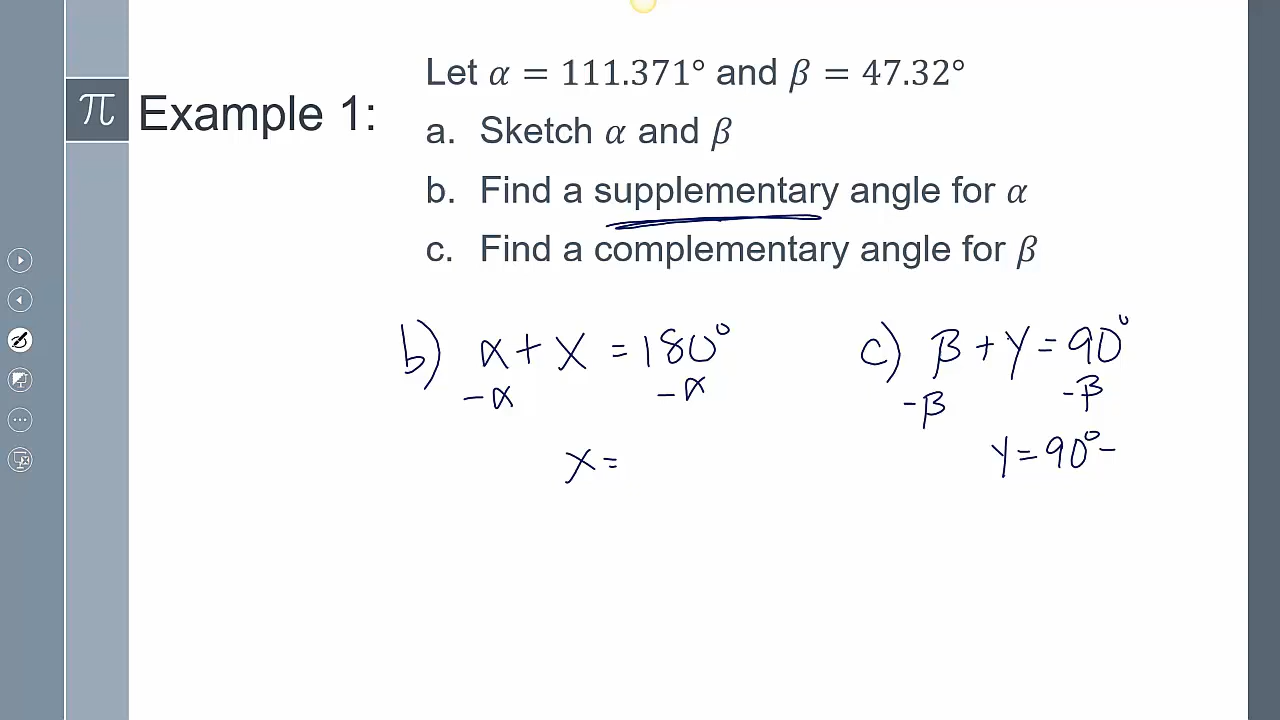 π Example 1:
Let α = 111.371° and β = 47.32°
a. Sketch α and β
b. Find a supplementary angle for α
c. Find a complementary angle for β
b) α + x = 180°
-α -α
x =
c) β + y = 90°
-β -β
y = 90° -